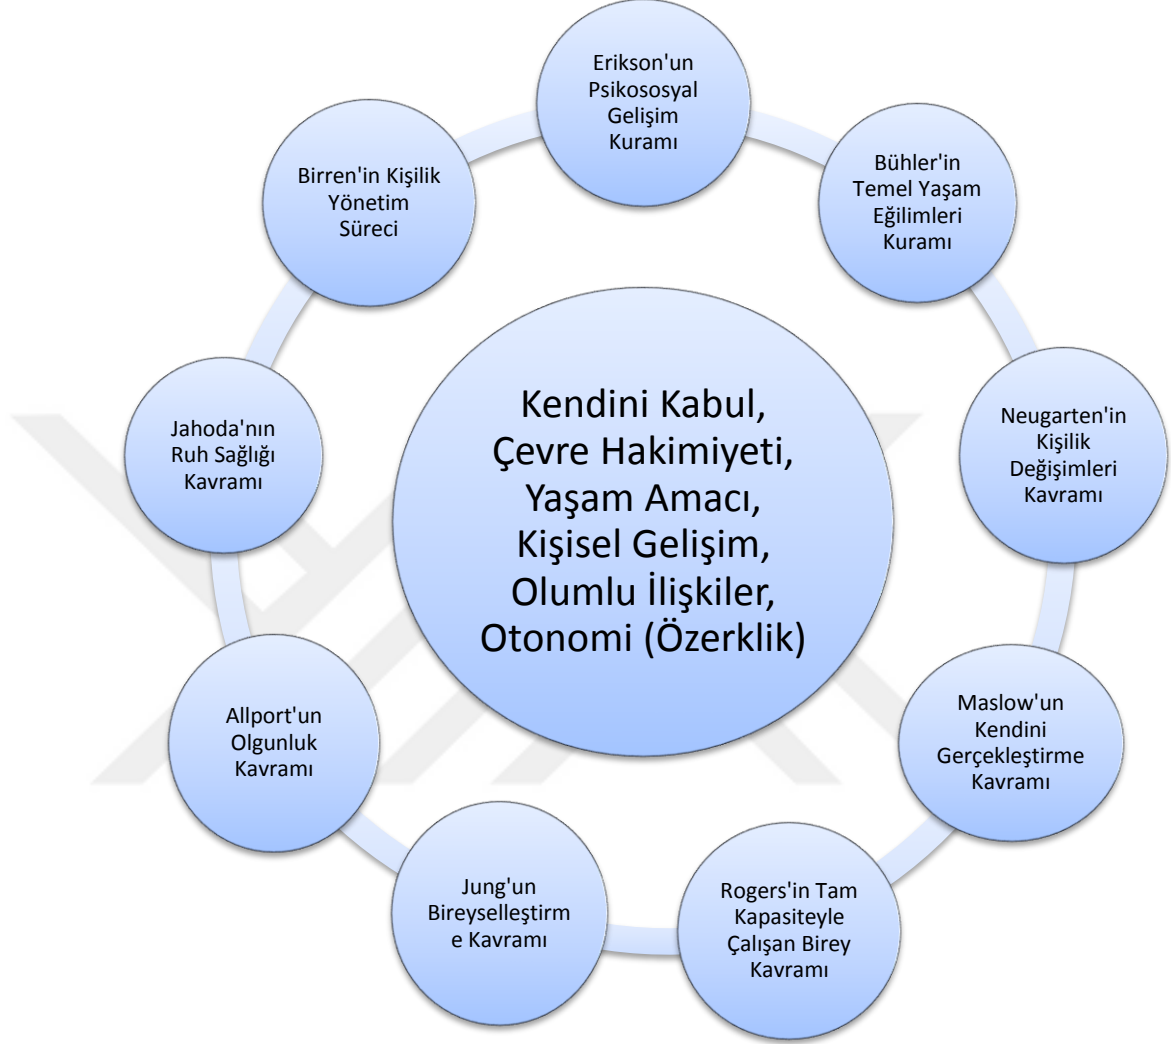 Erikson'un
Psikososyal
Gelişim
Kuramı
Bühler'in
Temel Yaşam
Eğilimleri
Kuramı
Neugarten'in
Kişilik
Değişimleri
Kavramı
Maslow'un
Kendini
Gerçekleştirme
Kavramı
Rogers'in Tam
Kapasiteyle
Çalışan Birey
Kavramı
Jung'un
Bireyselleştirm
e Kavramı
Allport'un
Olgunluk
Kavramı
Jahoda'nın
Ruh Sağlığı
Kavramı
Birren'in Kişilik
Yönetim
Süreci
Kendini Kabul,
Çevre Hakimiyeti,
Yaşam Amacı,
Kişisel Gelişim,
Olumlu İlişkiler,
Otonomi (Özerklik)